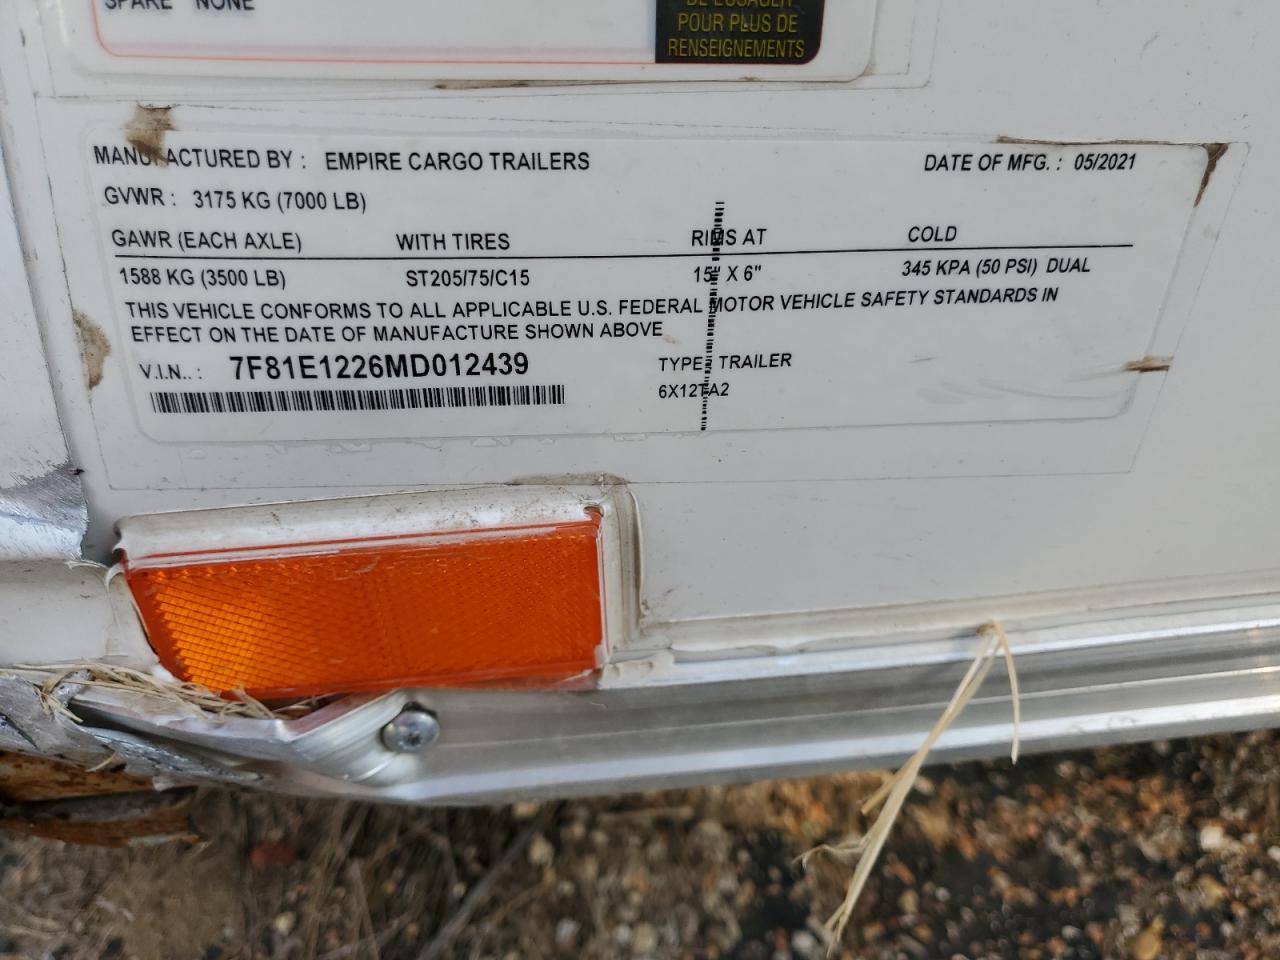 SPARE NONE
DE L'USAGER
POUR PLUS DE
RENSEIGNEMENTS
MANUFACTURED BY : EMPIRE CARGO TRAILERS DATE OF MFG. : 05/2021
GVWR : 3175 KG (7000 LB)
GAWR (EACH AXLE) WITH TIRES RIMS AT COLD
1588 KG (3500 LB) ST205/75/C15 15" X 6" 345 KPA (50 PSI) DUAL
THIS VEHICLE CONFORMS TO ALL APPLICABLE U.S. FEDERAL MOTOR VEHICLE SAFETY STANDARDS IN
EFFECT ON THE DATE OF MANUFACTURE SHOWN ABOVE
V.I.N.. : 7F81E1226MD012439 TYPE: TRAILER
6X12TA2